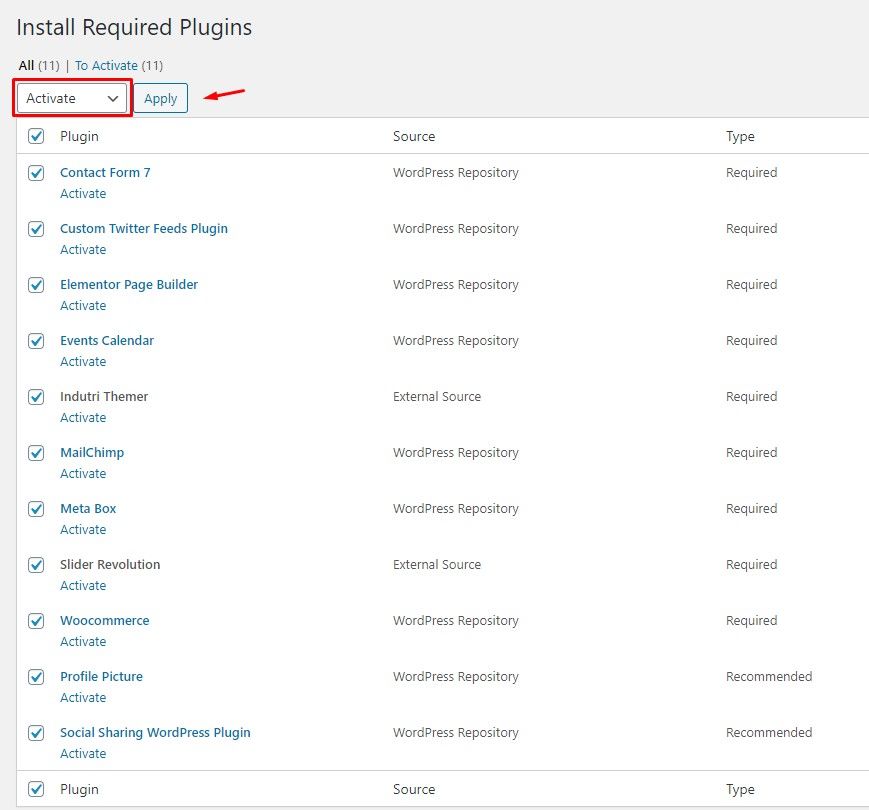 Install Required Plugins
All (11) | To Activate (11)
Activate Apply
Plugin Source Type
Contact Form 7 WordPress Repository Required
Activate
Custom Twitter Feeds Plugin WordPress Repository Required
Activate
Elementor Page Builder WordPress Repository Required
Activate
Events Calendar WordPress Repository Required
Activate
Indutri Themer External Source Required
Activate
MailChimp WordPress Repository Required
Activate
Meta Box WordPress Repository Required
Activate
Slider Revolution External Source Required
Activate
Woocommerce WordPress Repository Required
Activate
Profile Picture WordPress Repository Recommended
Activate
Social Sharing WordPress Plugin WordPress Repository Recommended
Activate
Plugin Source Type